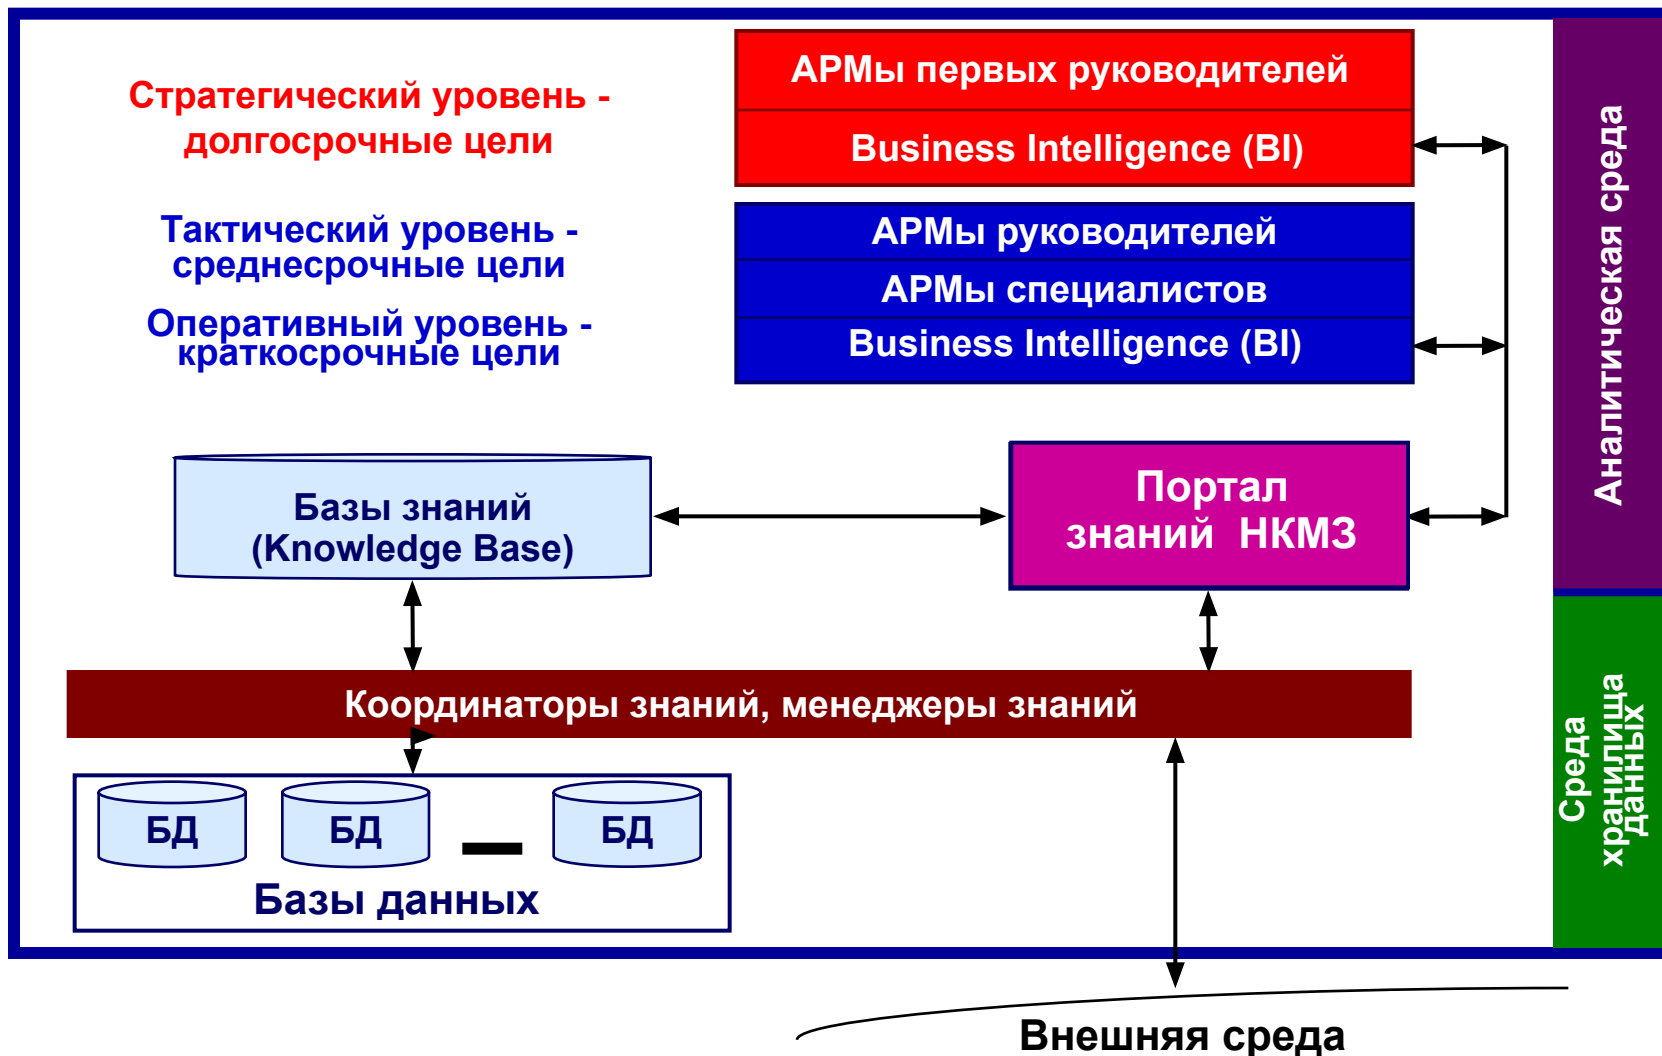 Стратегический уровень -
долгосрочные цели
АРМы первых руководителей
Business Intelligence (BI)
Тактический уровень -
среднесрочные цели
Оперативный уровень -
краткосрочные цели
АРМы руководителей
АРМы специалистов
Business Intelligence (BI)
Аналитическая среда
Базы знаний
(Knowledge Base)
Портал
знаний НКМЗ
Координаторы знаний, менеджеры знаний
Среда
хранилища
данных
БД
БД
БД
Базы данных
Внешняя среда